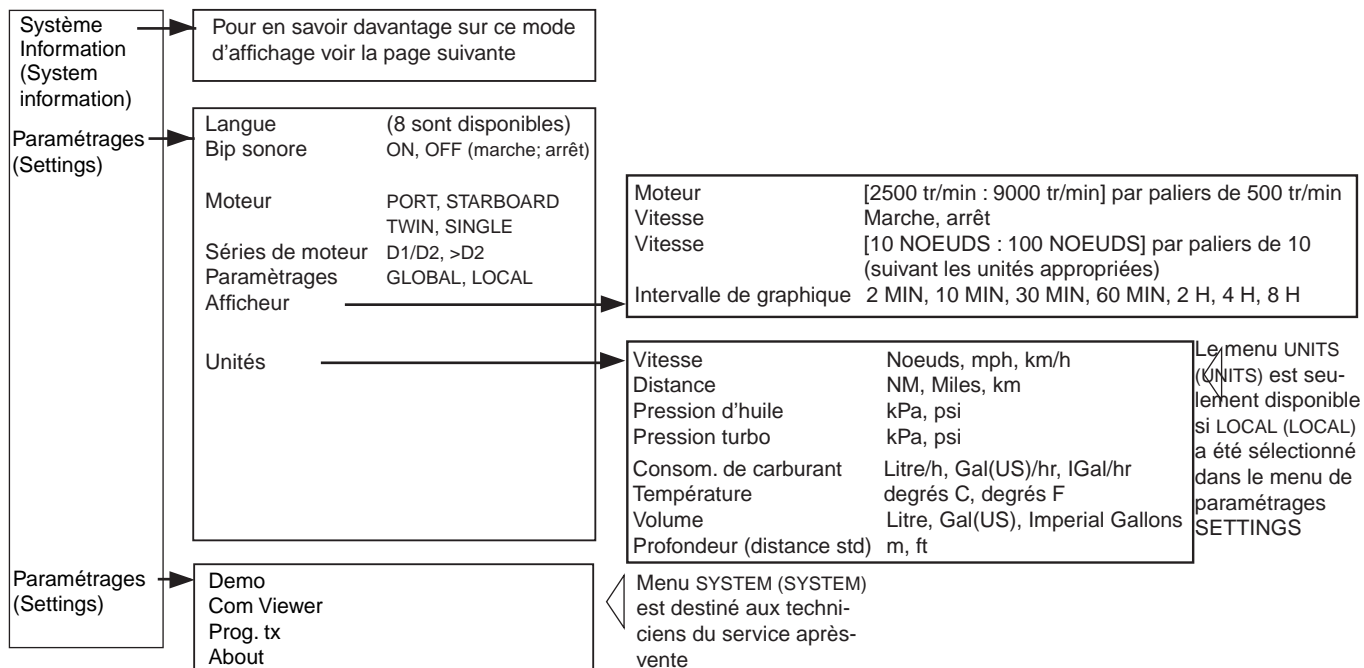 Système
Information
(System
information)
Pour en savoir davantage sur ce mode
d'affichage voir la page suivante
Paramétrages
(Settings)
Langue (8 sont disponibles)
Bip sonore ON, OFF (marche; arrêt)
Moteur PORT, STARBOARD
TWIN, SINGLE
Séries de moteur D1/D2, >D2
Paramètrages GLOBAL, LOCAL
Afficheur
Unités
Moteur [2500 tr/min : 9000 tr/min] par paliers de 500 tr/min
Vitesse Marche, arrêt
Vitesse [10 NOEUDS : 100 NOEUDS] par paliers de 10
(suivant les unités appropriées)
Intervalle de graphique 2 MIN, 10 MIN, 30 MIN, 60 MIN, 2 H, 4 H, 8 H
Vitesse Noeuds, mph, km/h
Distance NM, Miles, km
Pression d'huile kPa, psi
Pression turbo kPa, psi
Consom. de carburant Litre/h, Gal(US)/hr, IGal/hr
Température degrés C, degrés F
Volume Litre, Gal(US), Imperial Gallons
Profondeur (distance std) m, ft
Le menu UNITS
(UNITS) est seu-
lement disponible
si LOCAL (LOCAL)
a été sélectionné
dans le menu de
paramétrages
SETTINGS
Paramétrages
(Settings)
Demo
Com Viewer
Prog. tx
About
Menu SYSTEM (SYSTEM)
est destiné aux techni-
ciens du service après-
vente